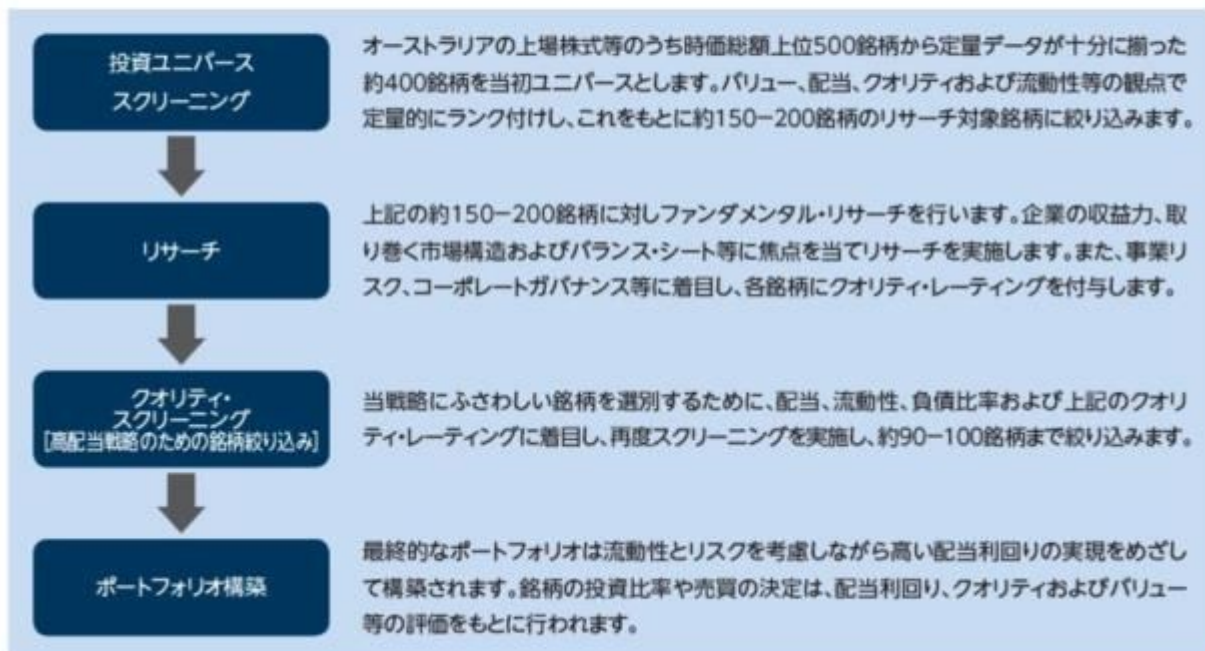 投資ユニバース
スクリーニング
オーストラリアの上場株式等のうち時価総額上位500銘柄から定量データが十分に揃った
約400銘柄を当初ユニバースとします。バリュー、配当、クオリティおよび流動性等の観点で
定量的にランク付けし、これをもとに約150−200銘柄のリサーチ対象銘柄に絞り込みます。
リサーチ
上記の約150−200銘柄に対しファンダメンタル・リサーチを行います。企業の収益力、取
り巻く市場構造およびバランス・シート等に焦点を当てリサーチを実施します。また、事業リ
スク、コーポレートガバナンス等に着目し、各銘柄にクオリティ・レーティングを付与します。
クオリティ・
スクリーニング
[高配当戦略のための銘柄絞り込み]
当戦略にふさわしい銘柄を選別するために、配当、流動性、負債比率および上記のクオリ
ティ・レーティングに着目し、再度スクリーニングを実施し、約90−100銘柄まで絞り込みます。
ポートフォリオ構築
最終的なポートフォリオは流動性とリスクを考慮しながら高い配当利回りの実現をめざし
て構築されます。銘柄の投資比率や売買の決定は、配当利回り、クオリティおよびバリュー
等の評価をもとに行われます。